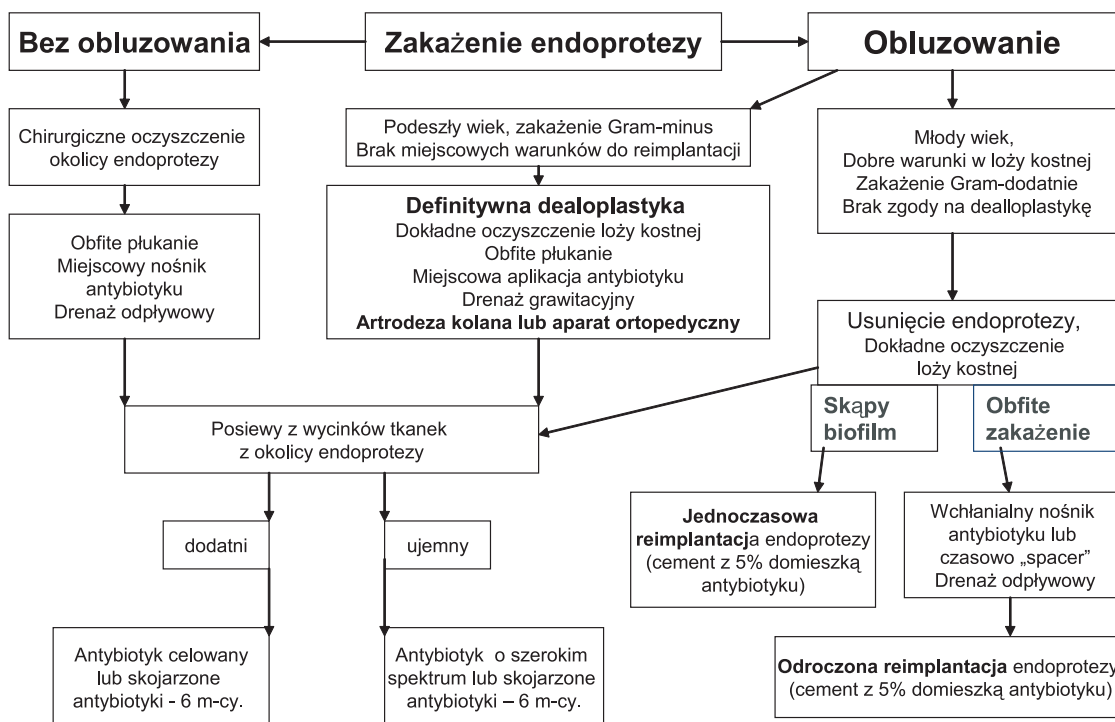 Bez obluzowania
Zakażenie endoprotezy
Obluzowanie
Chirurgiczne oczyszczenie
okolicy endoprotezy
Podeszły wiek, zakażenie Gram-minus
Brak miejscowych warunków do reimplantacji
Młody wiek,
Dobre warunki w loży kostnej
Zakażenie Gram-dodatnie
Brak zgody na dealloplastykę
Obfite płukanie
Miejscowy nośnik
antybiotyku
Drenaż odpływowy
Definitywna dealoplastyka
Dokładne oczyszczenie loży kostnej
Obfite płukanie
Miejscowa aplikacja antybiotyku
Drenaż grawitacyjny
Artrodeza kolana lub aparat ortopedyczny
Usunięcie endoprotezy,
Dokładne oczyszczenie
loży kostnej
Skąpy
biofilm
Obfite
zakażenie
Posiewy z wycinków tkanek
z okolicy endoprotezy
Jednoczasowa
reimplantacja endoprotezy
(cement z 5% domieszką
antybiotyku)
Wchłanialny nośnik
antybiotyku lub
czasowo „spacer”
Drenaż odpływowy
dodatni
ujemny
Antybiotyk celowany
lub skojarzone
antybiotyki - 6 m-cy.
Antybiotyk o szerokim
spektrum lub skojarzone
antybiotyki – 6 m-cy.
Odroczona reimplantacja endoprotezy
(cement z 5% domieszką antybiotyku)